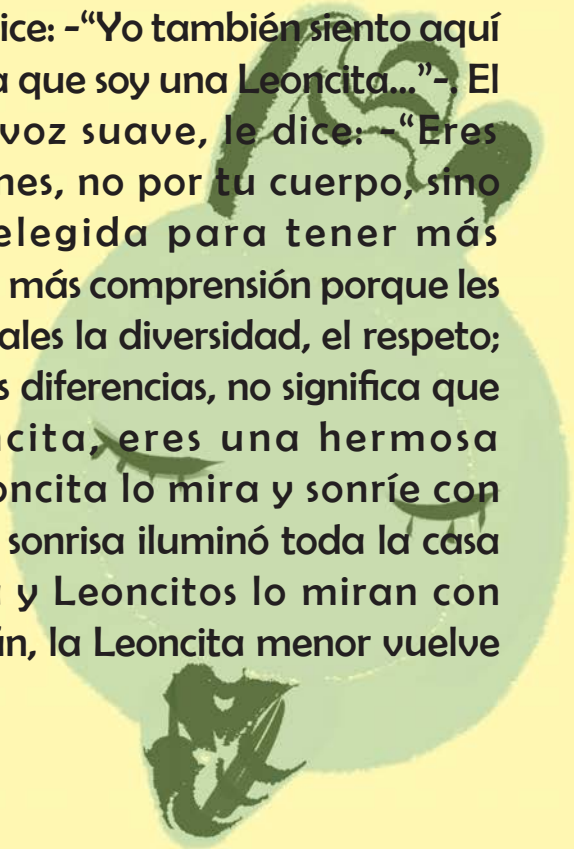 ice: -“Yo también siento aquí
a que soy una Leoncita...”-. El
voz suave, le dice: -“Eres
nes, no por tu cuerpo, sino
elegida para tener más
más comprensión porque les
ales la diversidad, el respeto;
s diferencias, no significa que
ncita, eres una hermosa
oncita lo mira y sonríe con
sonrisa iluminó toda la casa
y Leoncitos lo miran con
án, la Leoncita menor vuelve